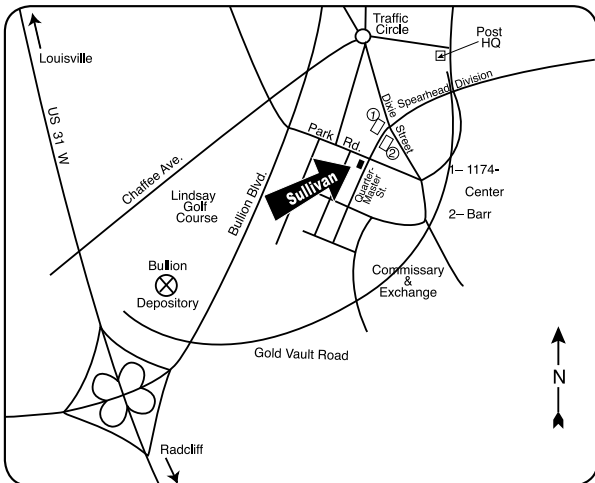 Traffic
Circle
Post
HQ
Louisville
US 31 W
Chaffee Ave.
Spearhead Division
Dixie
Street
1
2
Park Rd.
Bullion Blvd.
Lindsay
Golf
Course
Sullivan
Quarter-
Master
St.
1– 1174-
Center
2– Barr
Bullion
Depository
Commissary
&
Exchange
Gold Vault Road
N
Radcliff